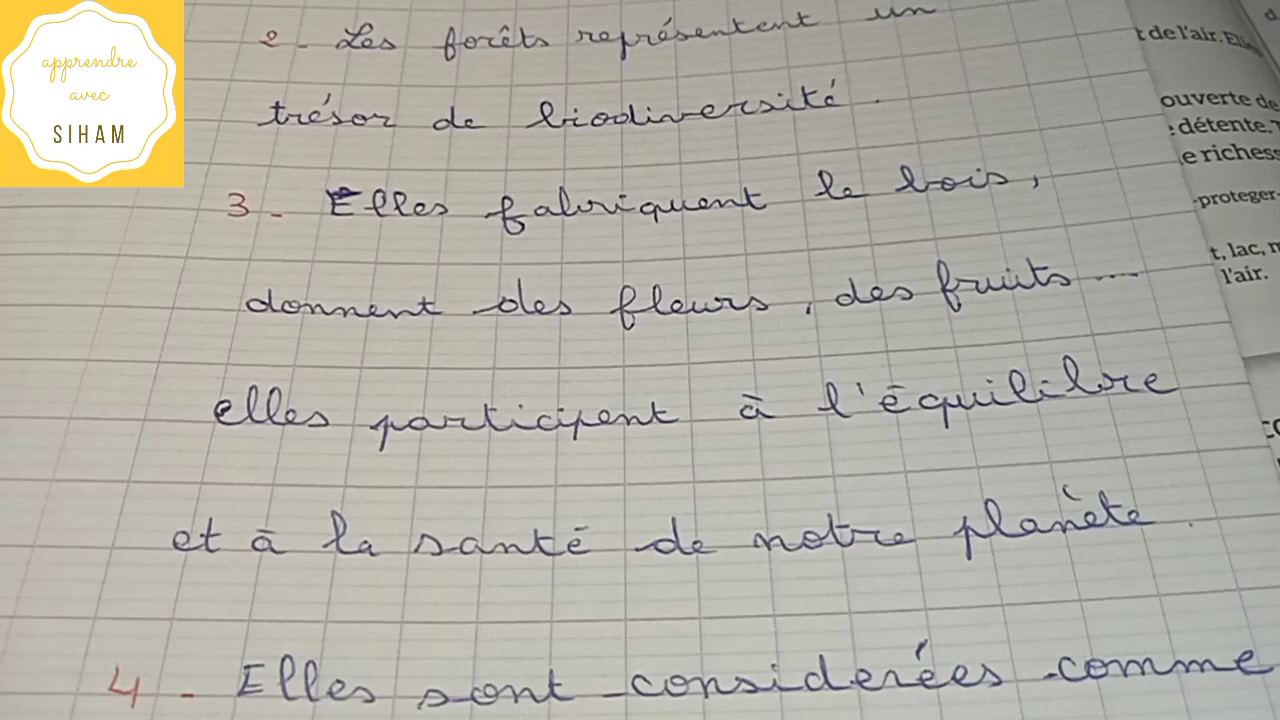 apprendre
avec
SIHAM
2 - Les forêts représentent un
trésor de biodiversité.
3 - Elles fabriquent le bois,
donnent des fleurs, des fruits ...
elles participent à l'équilibre
et à la santé de notre planète.
4 - Elles sont considerées comme
t de l'air. Elle
ouverte de
détente.
e richess
proteger
t, lac,
l'air.